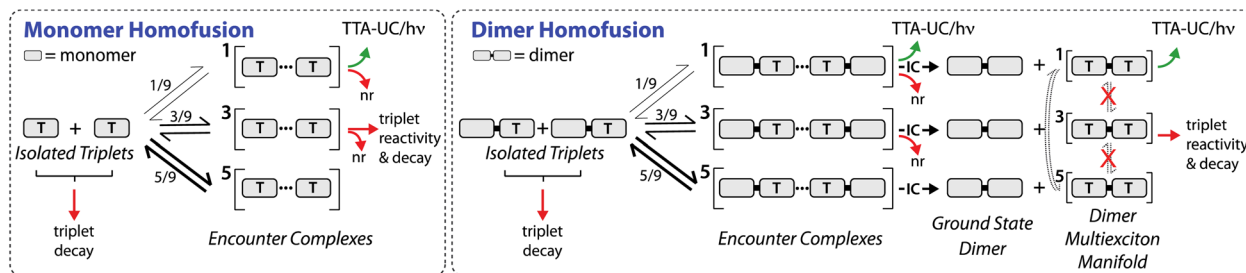 Monomer Homofusion
= monomer
T + T
Isolated Triplets
triplet
decay
1/9
3/9
5/9
1
T ··· T
TTA-UC/hν
nr
3
T ··· T
triplet
reactivity
& decay
nr
5
T ··· T
Encounter Complexes
Dimer Homofusion
= dimer
T + T
Isolated Triplets
triplet
decay
1/9
3/9
5/9
TTA-UC/hν
1
T ··· T
IC
nr
3
T ··· T
IC
nr
5
T ··· T
IC
Encounter Complexes
+
+
+
Ground State
Dimer
TTA-UC/hν
1
T T
X
3
T T
triplet
reactivity
& decay
X
5
T T
Dimer
Multiexciton
Manifold